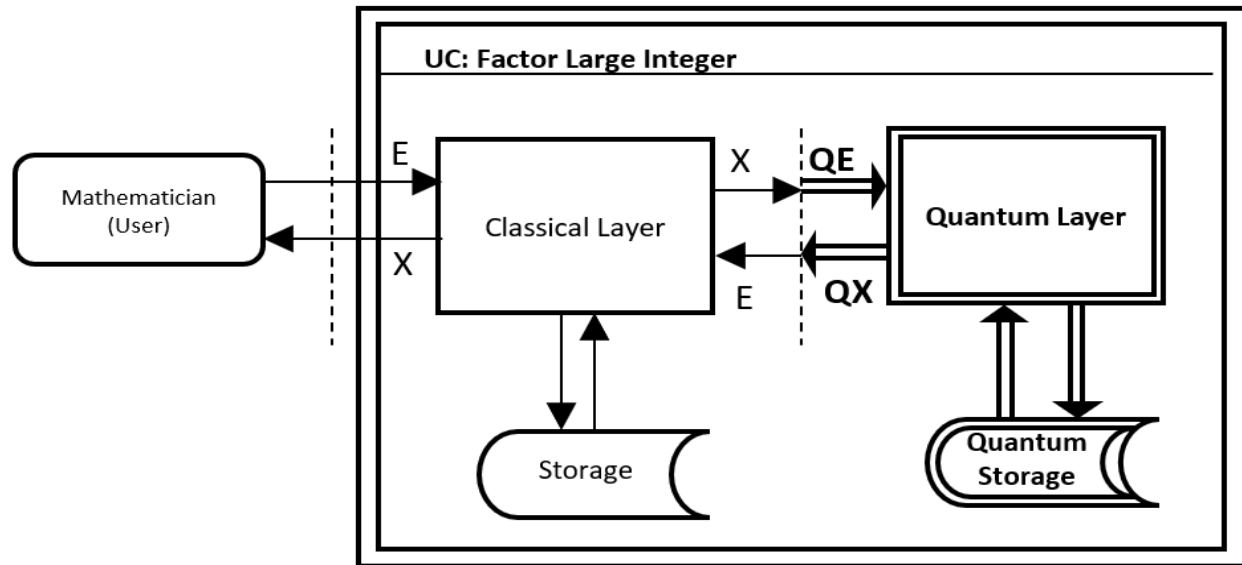 UC: Factor Large Integer
E
X
QE
Mathematician
(User)
Classical Layer
Quantum Layer
X
E
QX
Storage
Quantum
Storage